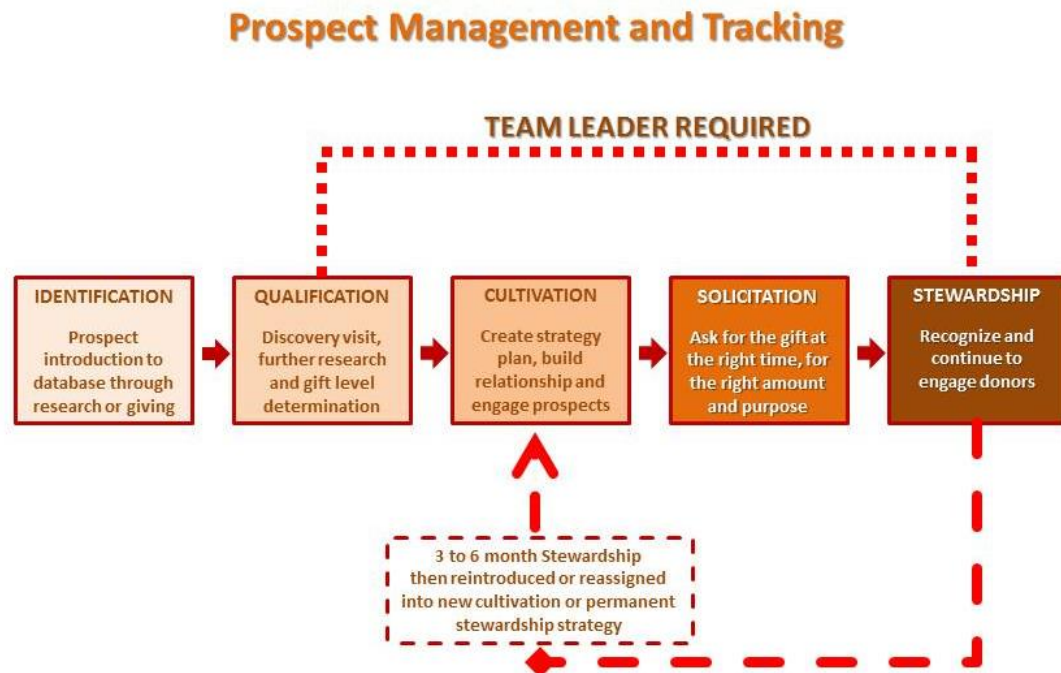 Prospect Management and Tracking
TEAM LEADER REQUIRED
IDENTIFICATION
Prospect
introduction to
database through
research or giving
QUALIFICATION
Discovery visit,
further research
and gift level
determination
CULTIVATION
Create strategy
plan, build
relationship and
engage prospects
SOLICITATION
Ask for the gift at
the right time, for
the right amount
and purpose
STEWARDSHIP
Recognize and
continue to
engage donors
3 to 6 month Stewardship
then reintroduced or reassigned
into new cultivation or permanent
stewardship strategy